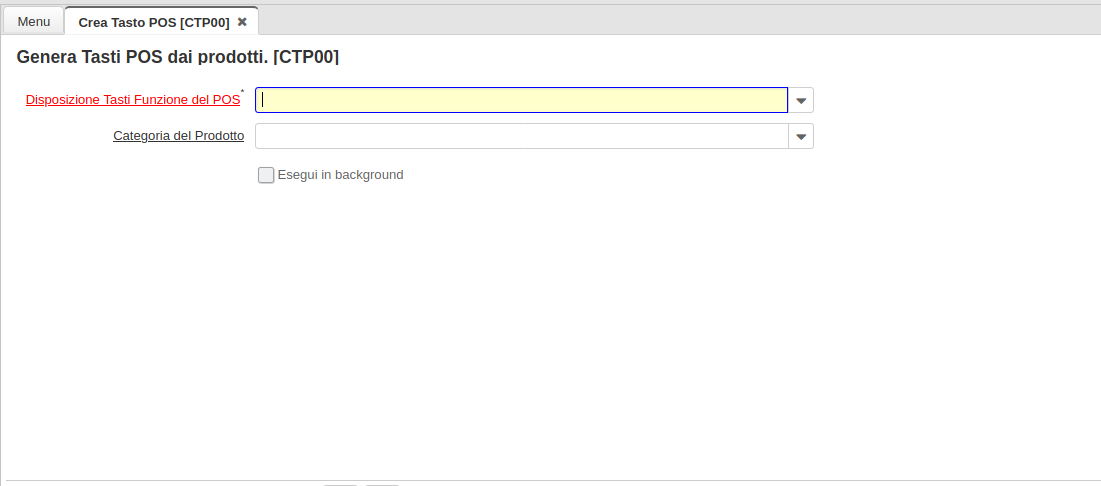 Menu
Crea Tasto POS [CTP00] ✖
Genera Tasti POS dai prodotti. [CTP00]
Disposizione Tasti Funzione del POS*
Categoria del Prodotto
Esegui in background